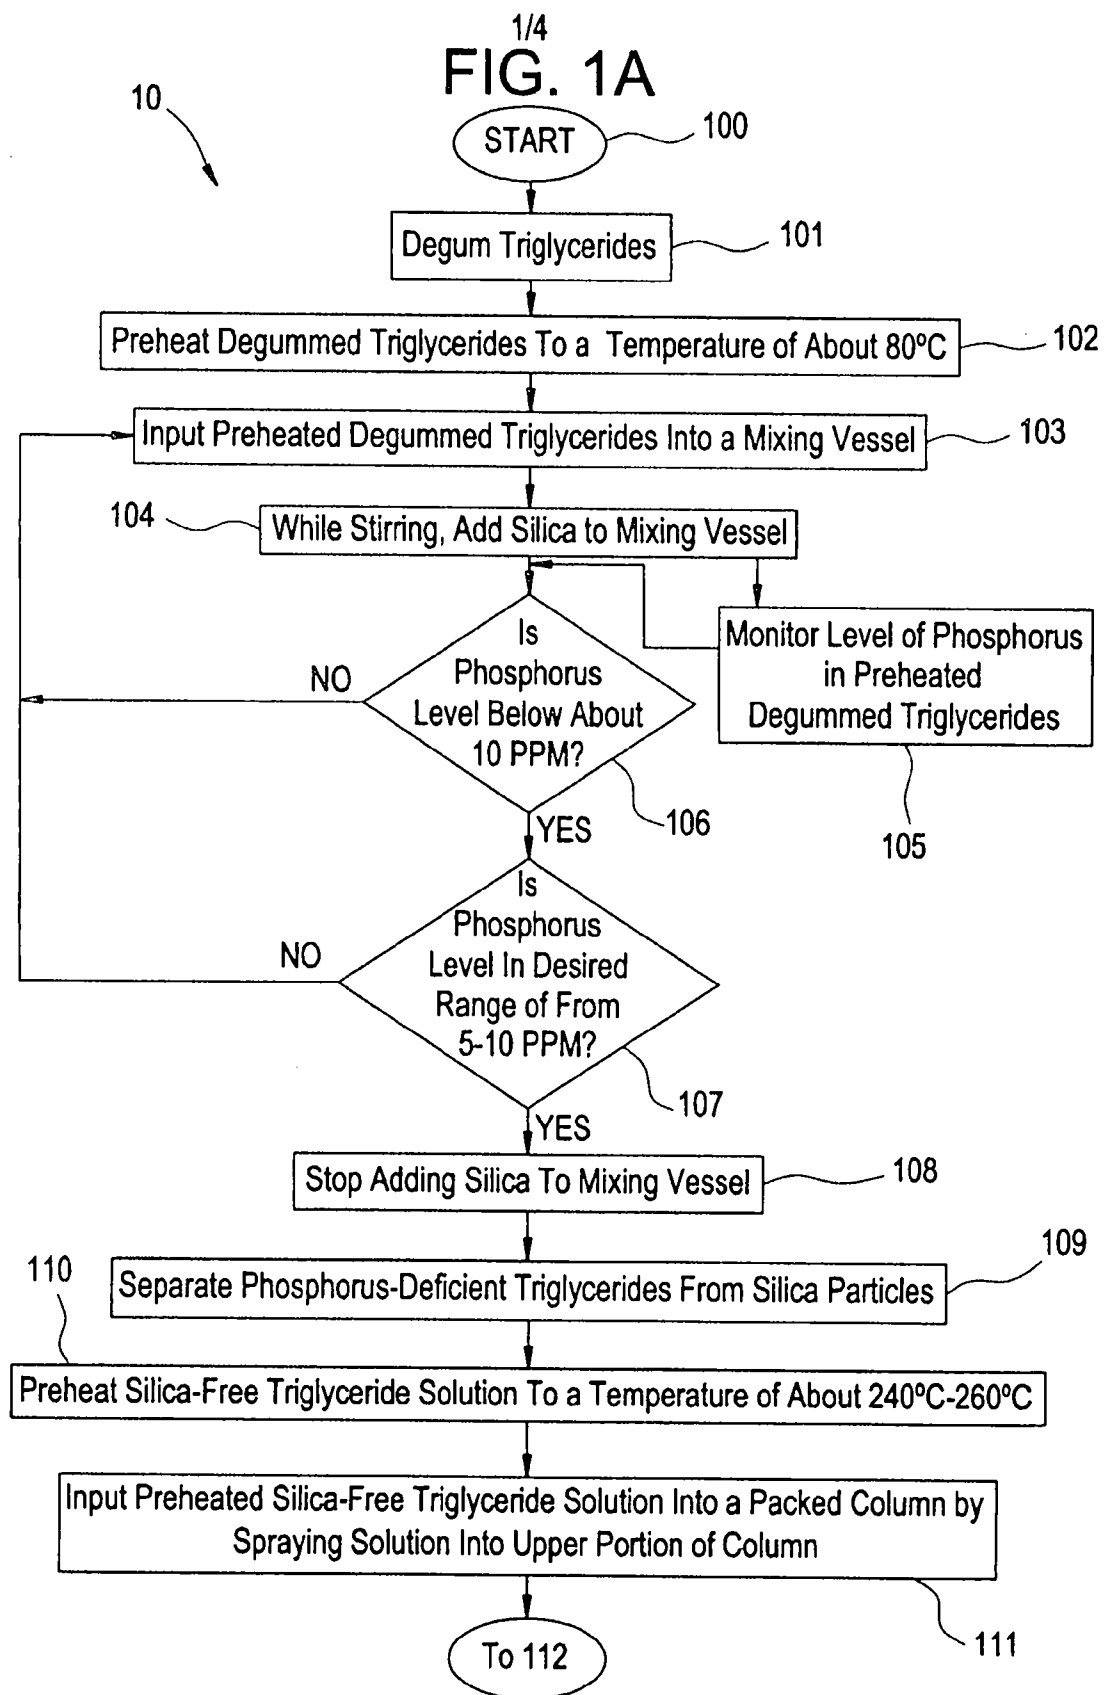 1/4
FIG. 1A
10
START
100
Degum Triglycerides
101
Preheat Degummed Triglycerides To a Temperature of About 80ºC
102
Input Preheated Degummed Triglycerides Into a Mixing Vessel
103
104
While Stirring, Add Silica to Mixing Vessel
Monitor Level of Phosphorus
in Preheated
Degummed Triglycerides
105
Is
Phosphorus
Level Below About
10 PPM?
NO
106
YES
Is
Phosphorus
Level In Desired
Range of From
5-10 PPM?
NO
107
YES
Stop Adding Silica To Mixing Vessel
108
Separate Phosphorus-Deficient Triglycerides From Silica Particles
109
110
Preheat Silica-Free Triglyceride Solution To a Temperature of About 240ºC-260ºC
Input Preheated Silica-Free Triglyceride Solution Into a Packed Column by
Spraying Solution Into Upper Portion of Column
111
To 112